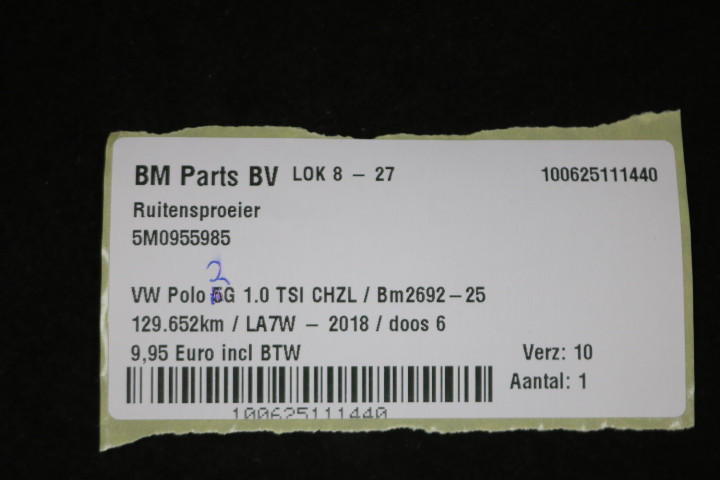 BM Parts BV LOK 8 - 27 100625111440
Ruitensproeier
5M0955985
2
VW Polo G 1.0 TSI CHZL / Bm2692-25
129.652km / LA7W - 2018 / doos 6
9,95 Euro incl BTW Verz: 10
Aantal: 1
100625111440